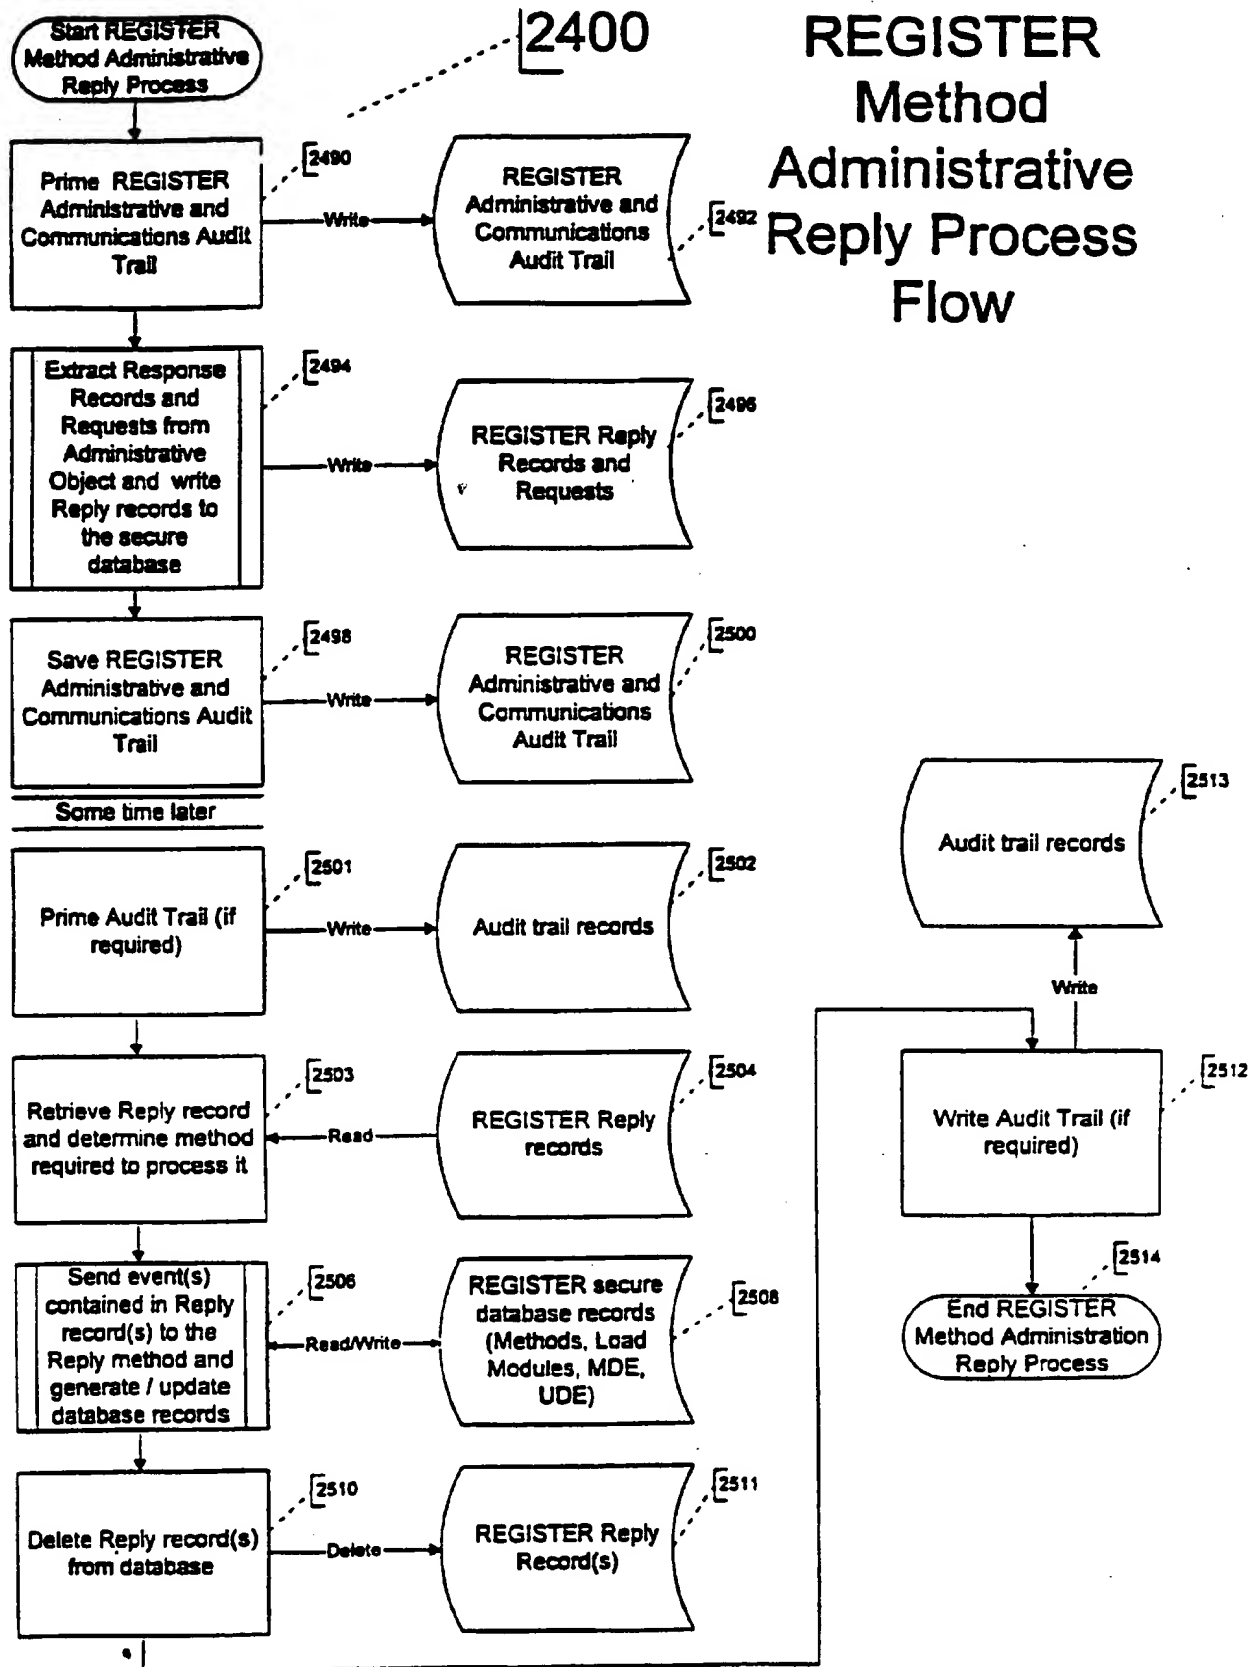 Start REGISTER
Method Administrative
Reply Process
2400
REGISTER
Method
Administrative
Reply Process
Flow
Prime REGISTER
Administrative and
Communications Audit
Trail
2490
Write
REGISTER
Administrative and
Communications
Audit Trail
2492
Extract Response
Records and
Requests from
Administrative
Object and write
Reply records to
the secure
database
2494
Write
REGISTER Reply
Records and
Requests
2496
Save REGISTER
Administrative and
Communications Audit
Trail
2498
Write
REGISTER
Administrative and
Communications
Audit Trail
2500
Some time later
Prime Audit Trail (if
required)
2501
Write
Audit trail records
2502
Retrieve Reply record
and determine method
required to process it
2503
Read
REGISTER Reply
records
2504
Send event(s)
contained in Reply
record(s) to the
Reply method and
generate / update
database records
2506
Read/Write
REGISTER secure
database records
(Methods, Load
Modules, MDE,
UDE)
2508
Delete Reply record(s)
from database
2510
Delete
REGISTER Reply
Record(s)
2511
Audit trail records
2513
Write
Write Audit Trail (if
required)
2512
2514
End REGISTER
Method Administration
Reply Process